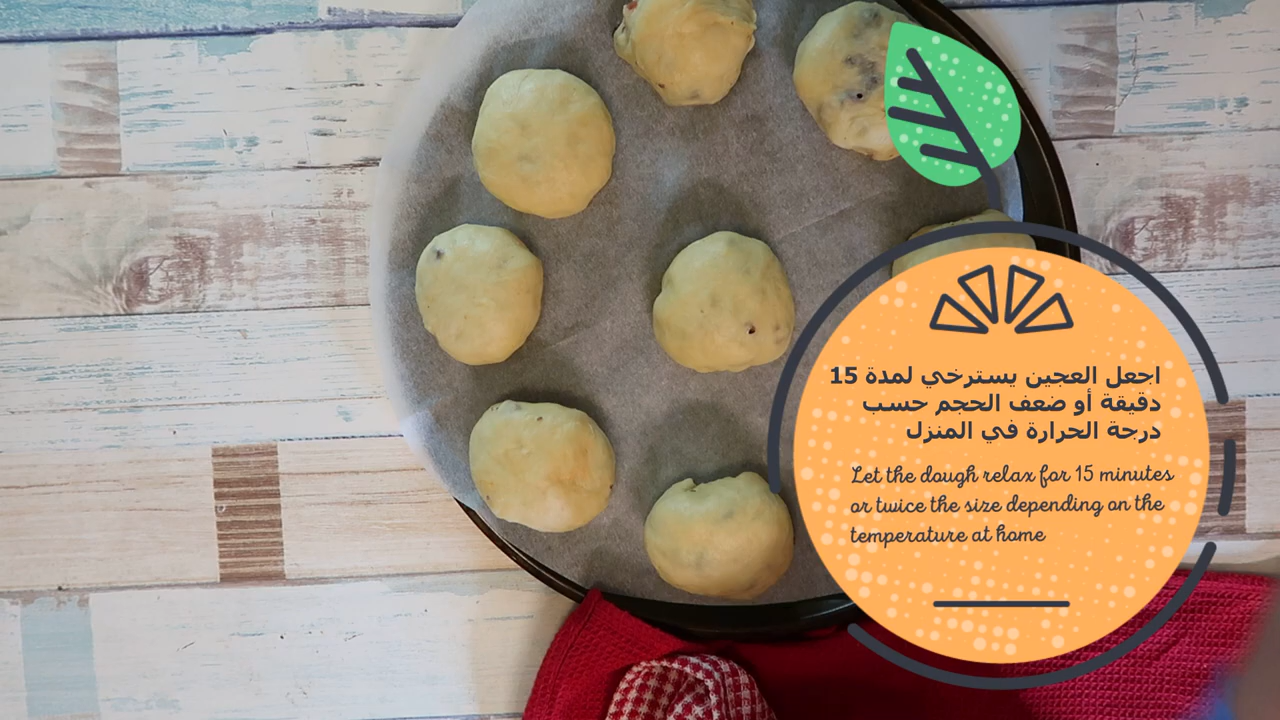 اجعل العجين يسترخي لمدة 15
دقيقة أو ضعف الحجم حسب
درجة الحرارة في المنزل
Let the dough relax for 15 minutes
or twice the size depending on the
temperature at home